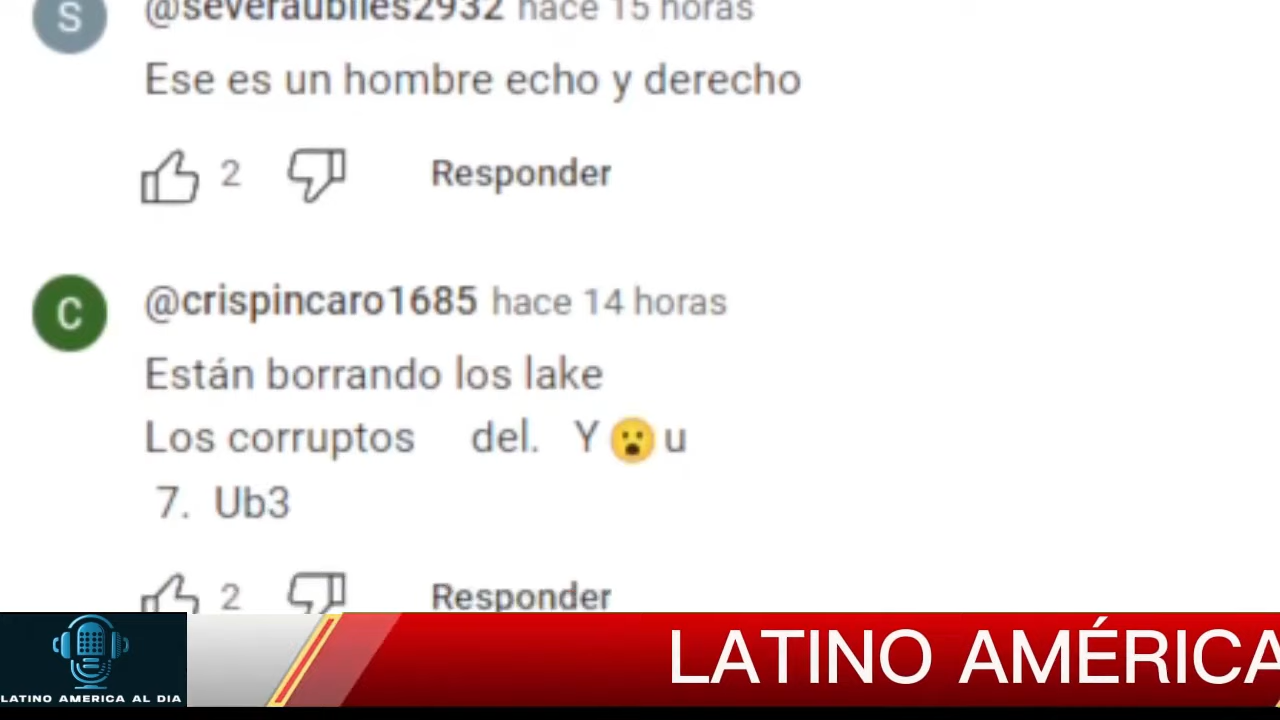 @severaubiles2932 hace 15 horas
Ese es un hombre echo y derecho
2 Responder
C
@crispincaro1685 hace 14 horas
Están borrando los lake
Los corruptos del. Y😮u
7. Ub3
2 Responder
S
LATINO AMERICA AL DIA
LATINO AMÉRICA